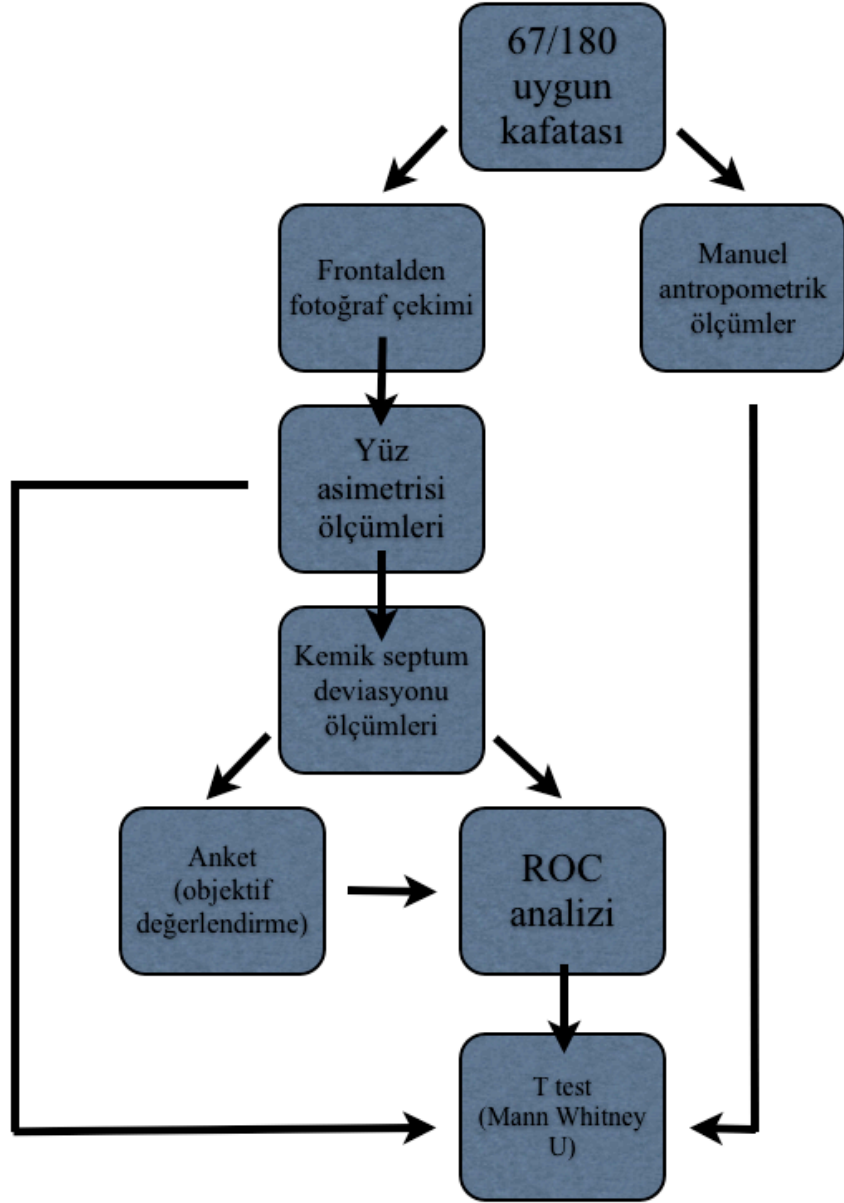 67/180
uygun
kafatası
Frontalden
fotoğraf çekimi
Manuel
antropometrik
ölçümler
Yüz
asimetrisi
ölçümleri
Kemik septum
deviasyonu
ölçümleri
Anket
(objektif
değerlendirme)
ROC
analizi
T test
(Mann Whitney
U)